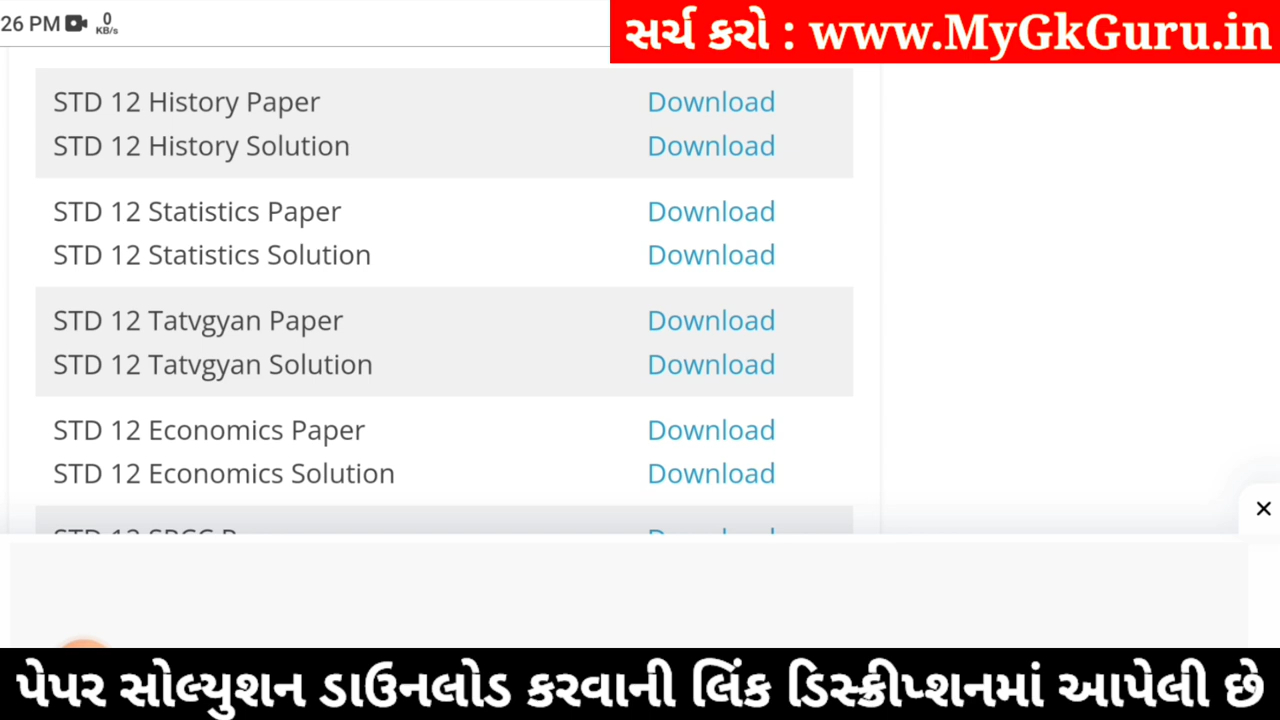 26 PM 0 KB/s
સર્ચ કરો : www.MyGkGuru.in
STD 12 History Paper Download
STD 12 History Solution Download
STD 12 Statistics Paper Download
STD 12 Statistics Solution Download
STD 12 Tatvgyan Paper Download
STD 12 Tatvgyan Solution Download
STD 12 Economics Paper Download
STD 12 Economics Solution Download
પેપર સોલ્યુશન ડાઉનલોડ કરવાની લિંક ડિસ્ક્રીપ્શનમાં આપેલી છે